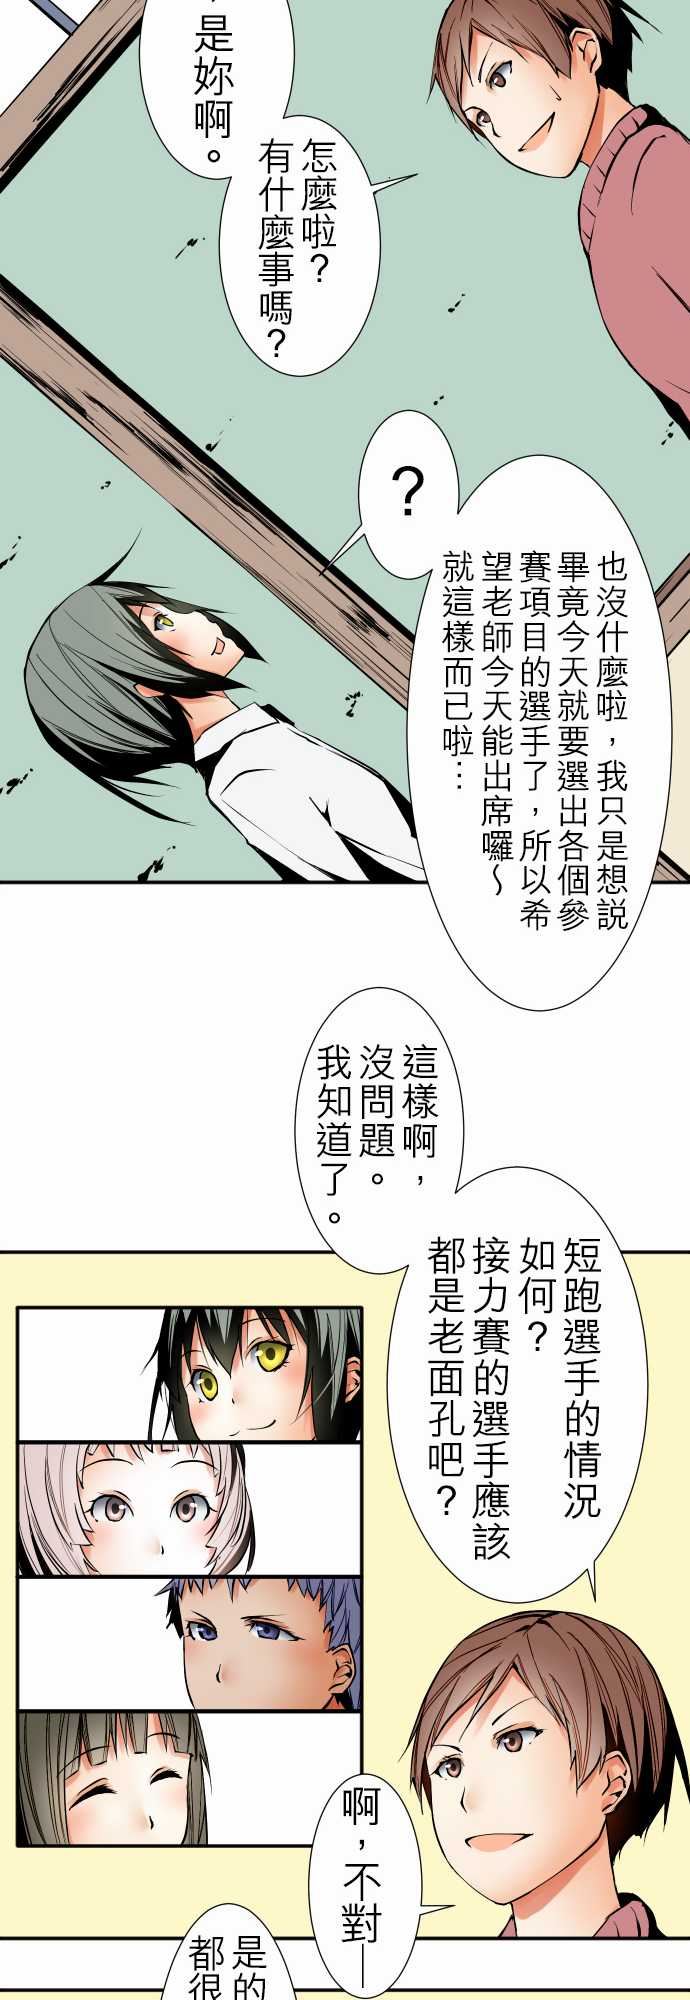 ，是妳啊。
怎麼啦？
有什麼事嗎？
？
也沒什麼啦，我只是想說
畢竟今天就要選出各個參
賽項目的選手了，所以希
望老師今天能出席囉～
就這樣而已啦…
這樣啊，
沒問題。
我知道了。
短跑選手的情況
如何？
接力賽的選手應該
都是老面孔吧？
啊，不對—
是的
都很